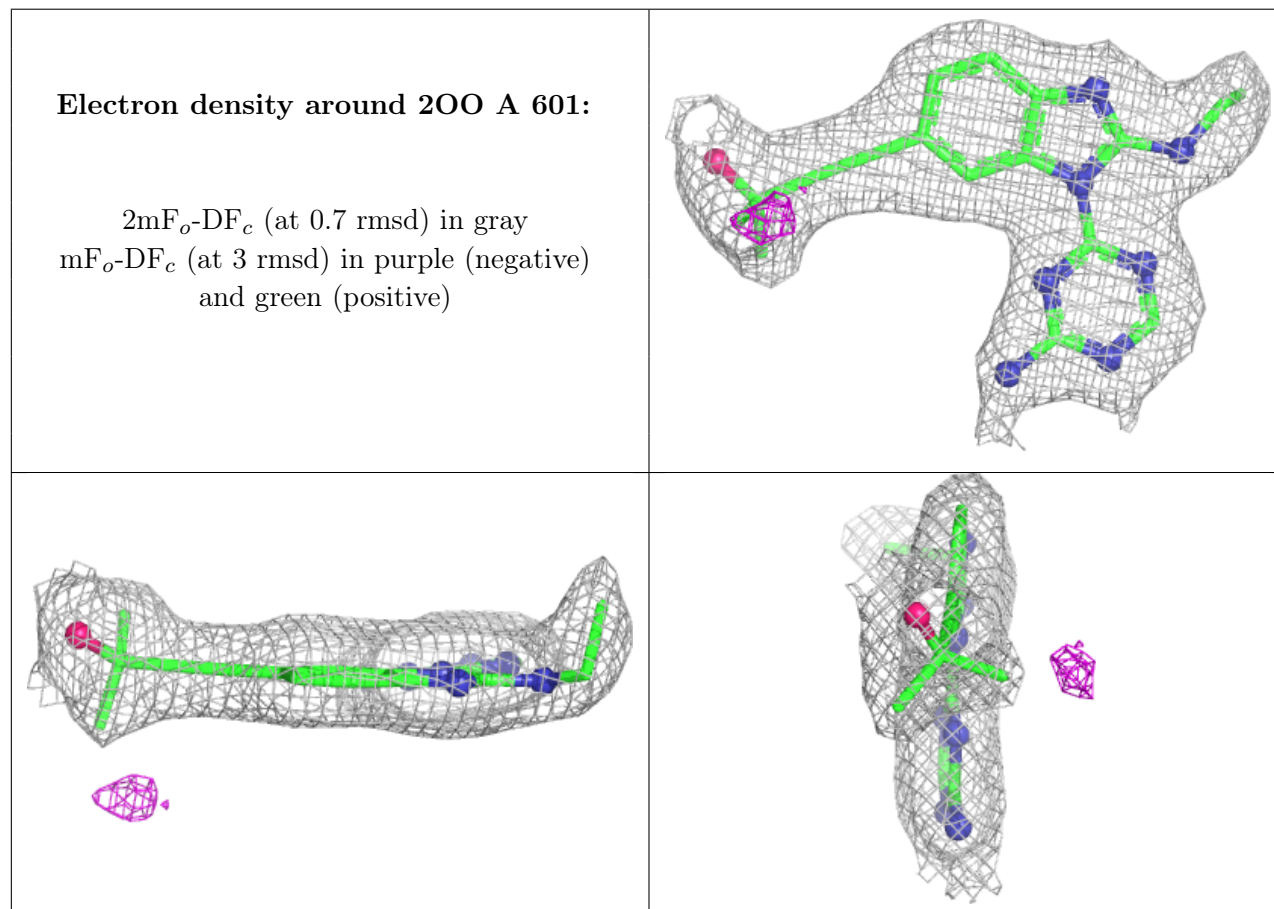 Electron density around 2OO A 601:
2mFo-DFc (at 0.7 rmsd) in gray
mFo-DFc (at 3 rmsd) in purple (negative)
and green (positive)